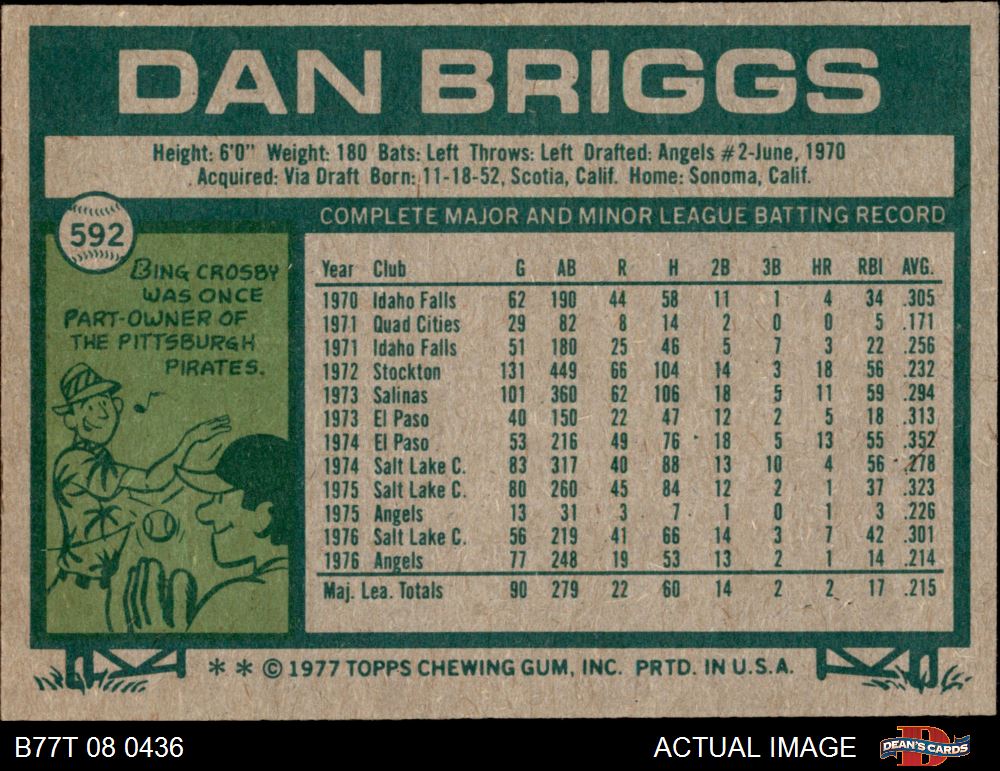 DAN BRIGGS
Height: 6'0" Weight: 180 Bats: Left Throws: Left Drafted: Angels #2-June, 1970
Acquired: Via Draft Born: 11-18-52, Scotia, Calif. Home: Sonoma, Calif.
592
BING CROSBY
WAS ONCE
PART-OWNER OF
THE PITTSBURGH
PIRATES.
COMPLETE MAJOR AND MINOR LEAGUE BATTING RECORD
Year Club G AB R H 2B 3B HR RBI AVG.
1970 Idaho Falls 62 190 44 58 11 1 4 34 .305
1971 Quad Cities 29 82 8 14 2 0 0 5 .171
1971 Idaho Falls 51 180 25 46 5 7 3 22 .256
1972 Stockton 131 449 66 104 14 3 18 56 .232
1973 Salinas 101 360 62 106 18 5 11 59 .294
1973 El Paso 40 150 22 47 12 2 5 18 .313
1974 El Paso 53 216 49 76 18 5 13 55 .352
1974 Salt Lake C. 83 317 40 88 13 10 4 56 .278
1975 Salt Lake C. 80 260 45 84 12 2 1 37 .323
1975 Angels 13 31 3 7 1 0 1 3 .226
1976 Salt Lake C. 56 219 41 66 14 3 7 42 .301
1976 Angels 77 248 19 53 13 2 1 14 .214
Maj. Lea. Totals 90 279 22 60 14 2 2 17 .215
** © 1977 TOPPS CHEWING GUM, INC. PRTD. IN U.S.A.
B77T 08 0436 ACTUAL IMAGE DEAN'S CARDS